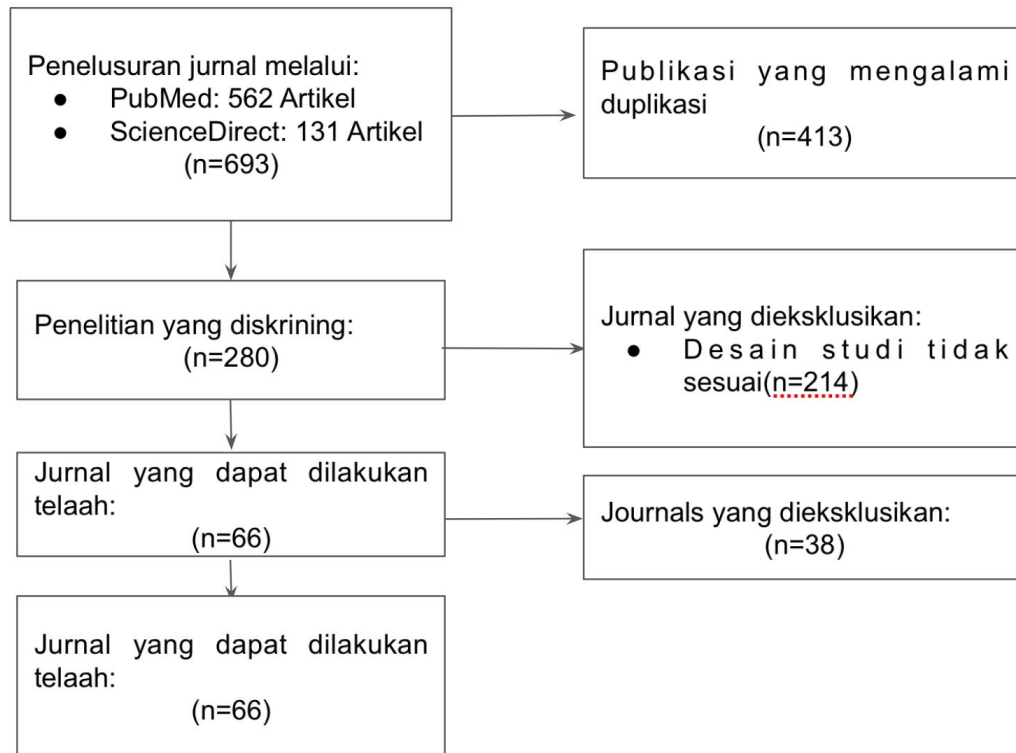 Penelusuran jurnal melalui:
● PubMed: 562 Artikel
● ScienceDirect: 131 Artikel
(n=693)
Publikasi yang mengalami
duplikasi
(n=413)
Penelitian yang diskrining:
(n=280)
Jurnal yang dieksklusikan:
● Desain studi tidak
sesuai(n=214)
Jurnal yang dapat dilakukan
telaah:
(n=66)
Journals yang dieksklusikan:
(n=38)
Jurnal yang dapat dilakukan
telaah:
(n=66)